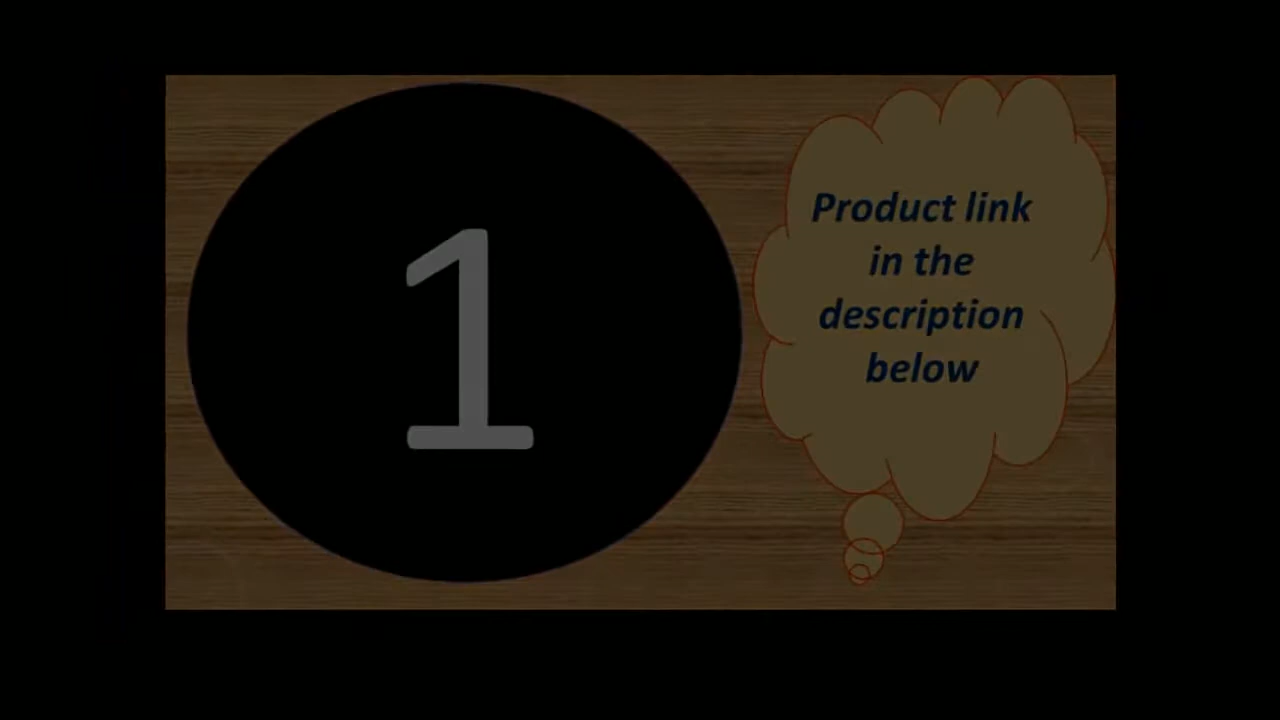 1
Product link
in the
description
below